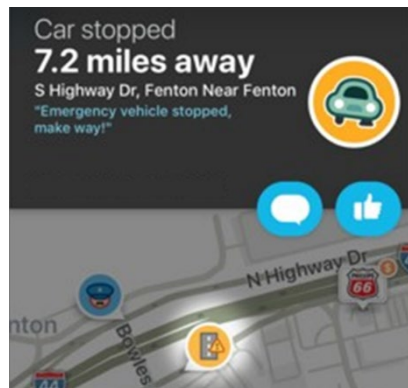 Car stopped
7.2 miles away
S Highway Dr, Fenton Near Fenton
"Emergency vehicle stopped,
make way!"
N Highway Dr
PHILLIPS
66
$
nton
Bowles
44